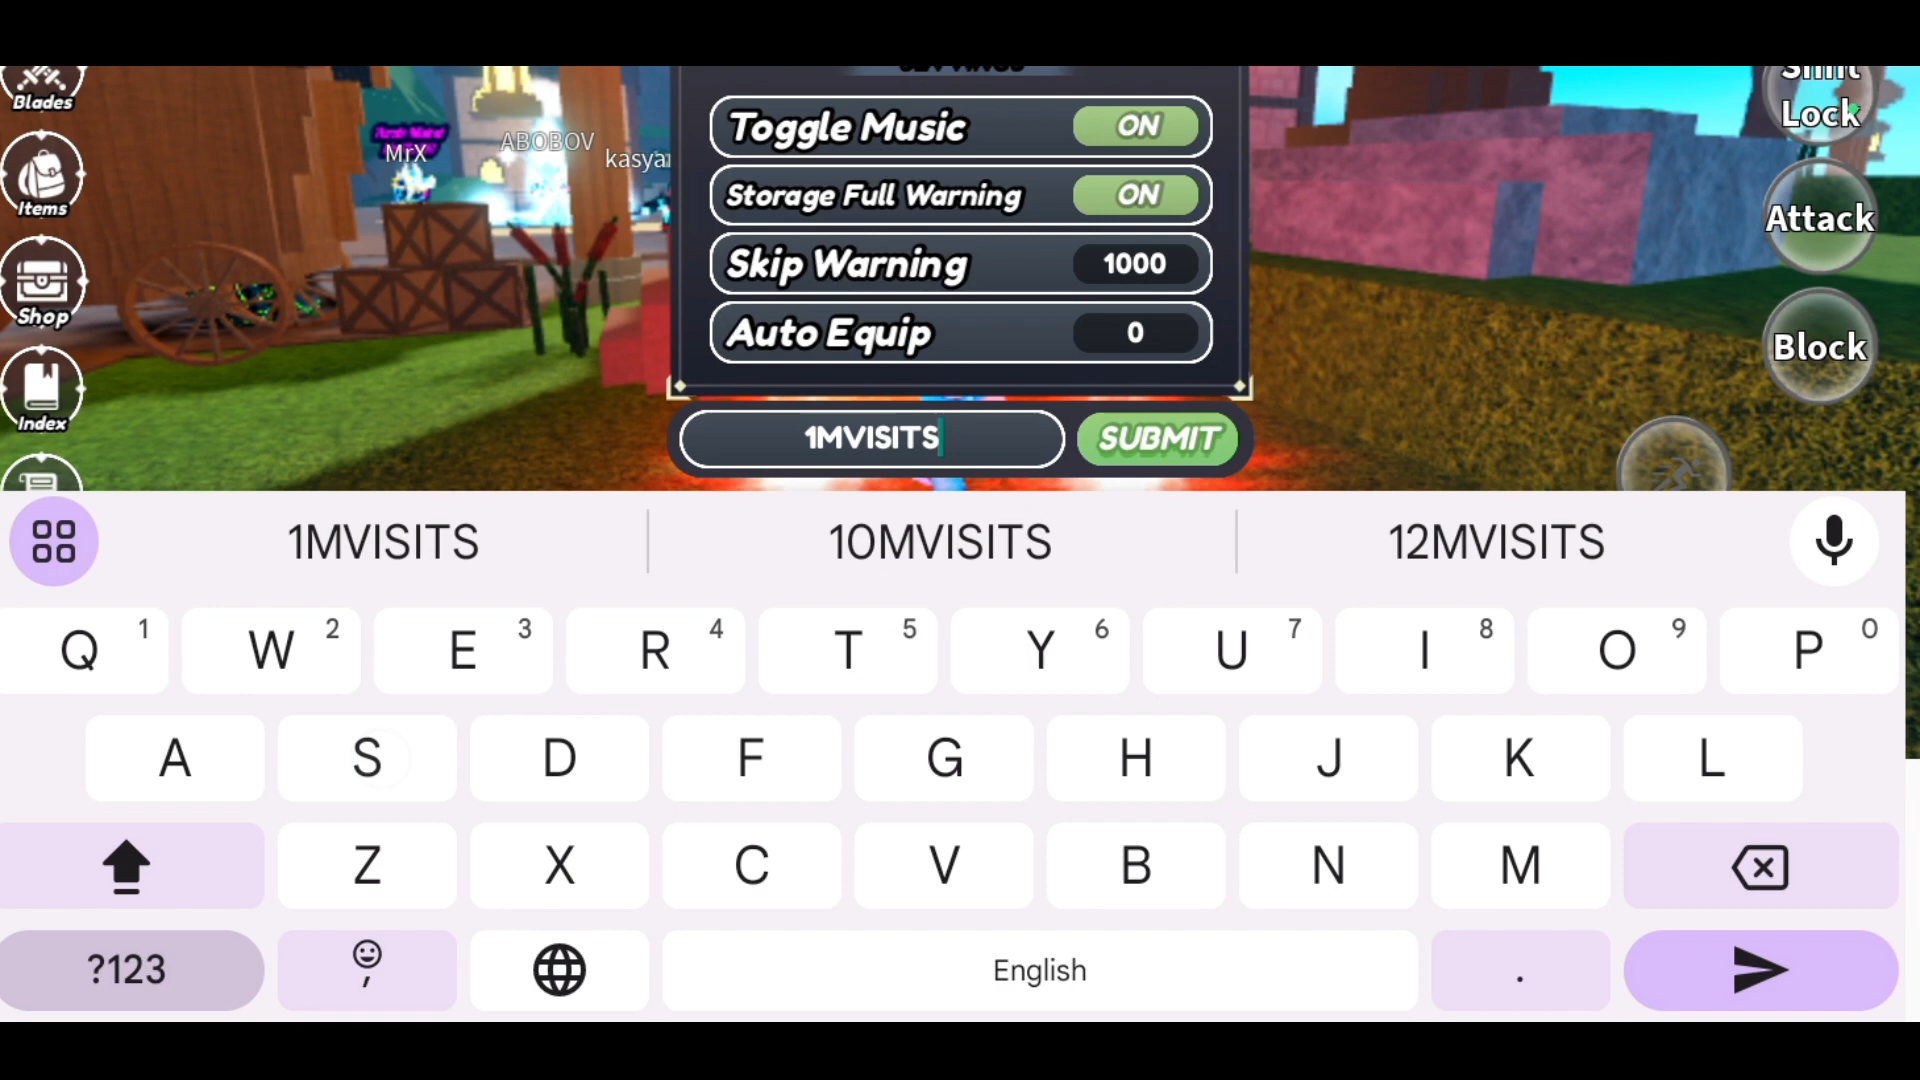 SETTINGS
Blades
Items
Shop
Index
MrX
ABOBOV
kasya
Toggle Music ON
Storage Full Warning ON
Skip Warning 1000
Auto Equip 0
1MVISITS SUBMIT
Shift
Lock
Attack
Block
1MVISITS 10MVISITS 12MVISITS
Q 1 W 2 E 3 R 4 T 5 Y 6 U 7 I 8 O 9 P 0
A S D F G H J K L
Z X C V B N M
?123 , English .